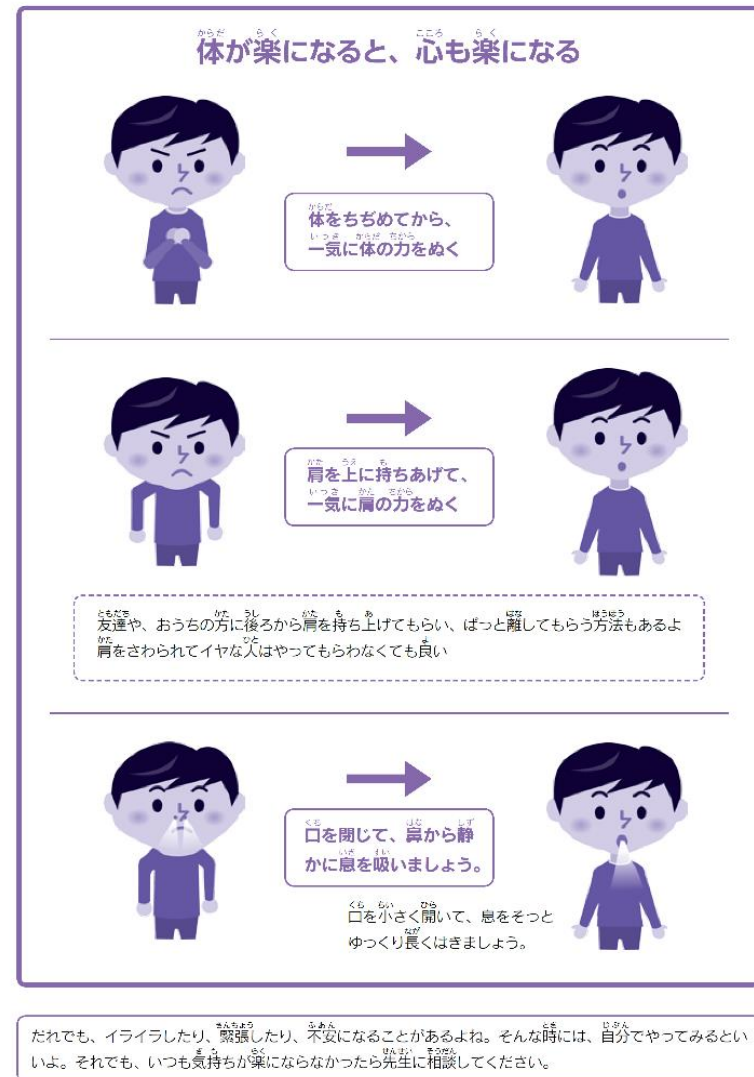 体が楽になると、心も楽になる
体をちぢめてから、
一気に体の力をぬく
肩を上に持ちあげて、
一気に肩の力をぬく
友達や、おうちの方に後ろから肩を持ち上げてもらい、ぱっと離してもらう方法もあるよ
肩をさわられてイヤな人はやってもらわなくても良い
口を閉じて、鼻から静
かに息を吸いましょう。
口を小さく開いて、息をそっと
ゆっくり長くはきましょう。
だれでも、イライラしたり、緊張したり、不安になることがあるよね。そんな時には、自分でやってみるとい
いよ。それでも、いつも気持ちが楽にならなかったら先生に相談してください。